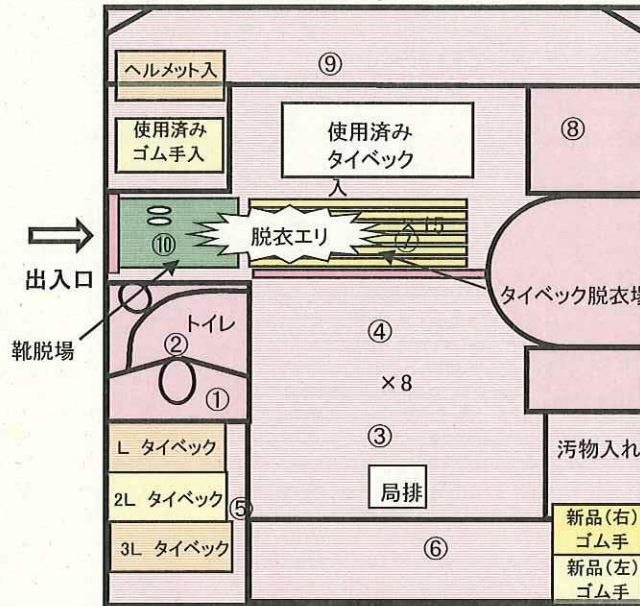 ⑨
ヘルメット入
使用済み
ゴム手入
使用済み
タイベック
入
⑧
⑩
脱衣エリ
⑦
出入口
タイベック脱衣場
靴脱場
トイレ
②
①
④
×8
③
局排
L タイベック
2L タイベック
3L タイベック
⑤
⑥
汚物入れ
新品(右)
ゴム手
新品(左)
ゴム手